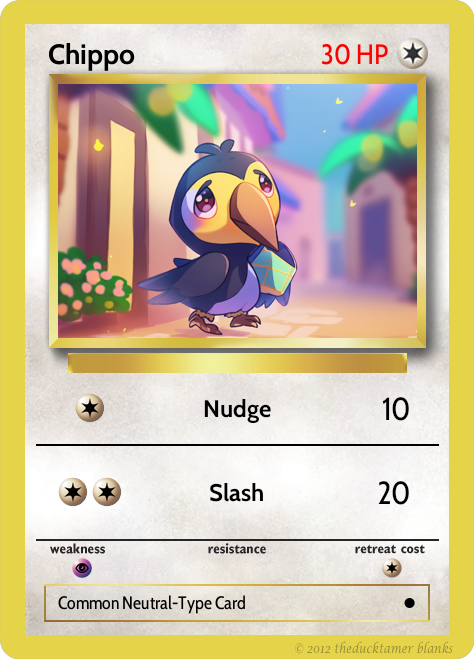 Chippo 30 HP
Nudge 10
Slash 20
weakness resistance retreat cost
Common Neutral-Type Card
© 2012 theducktamer blanks